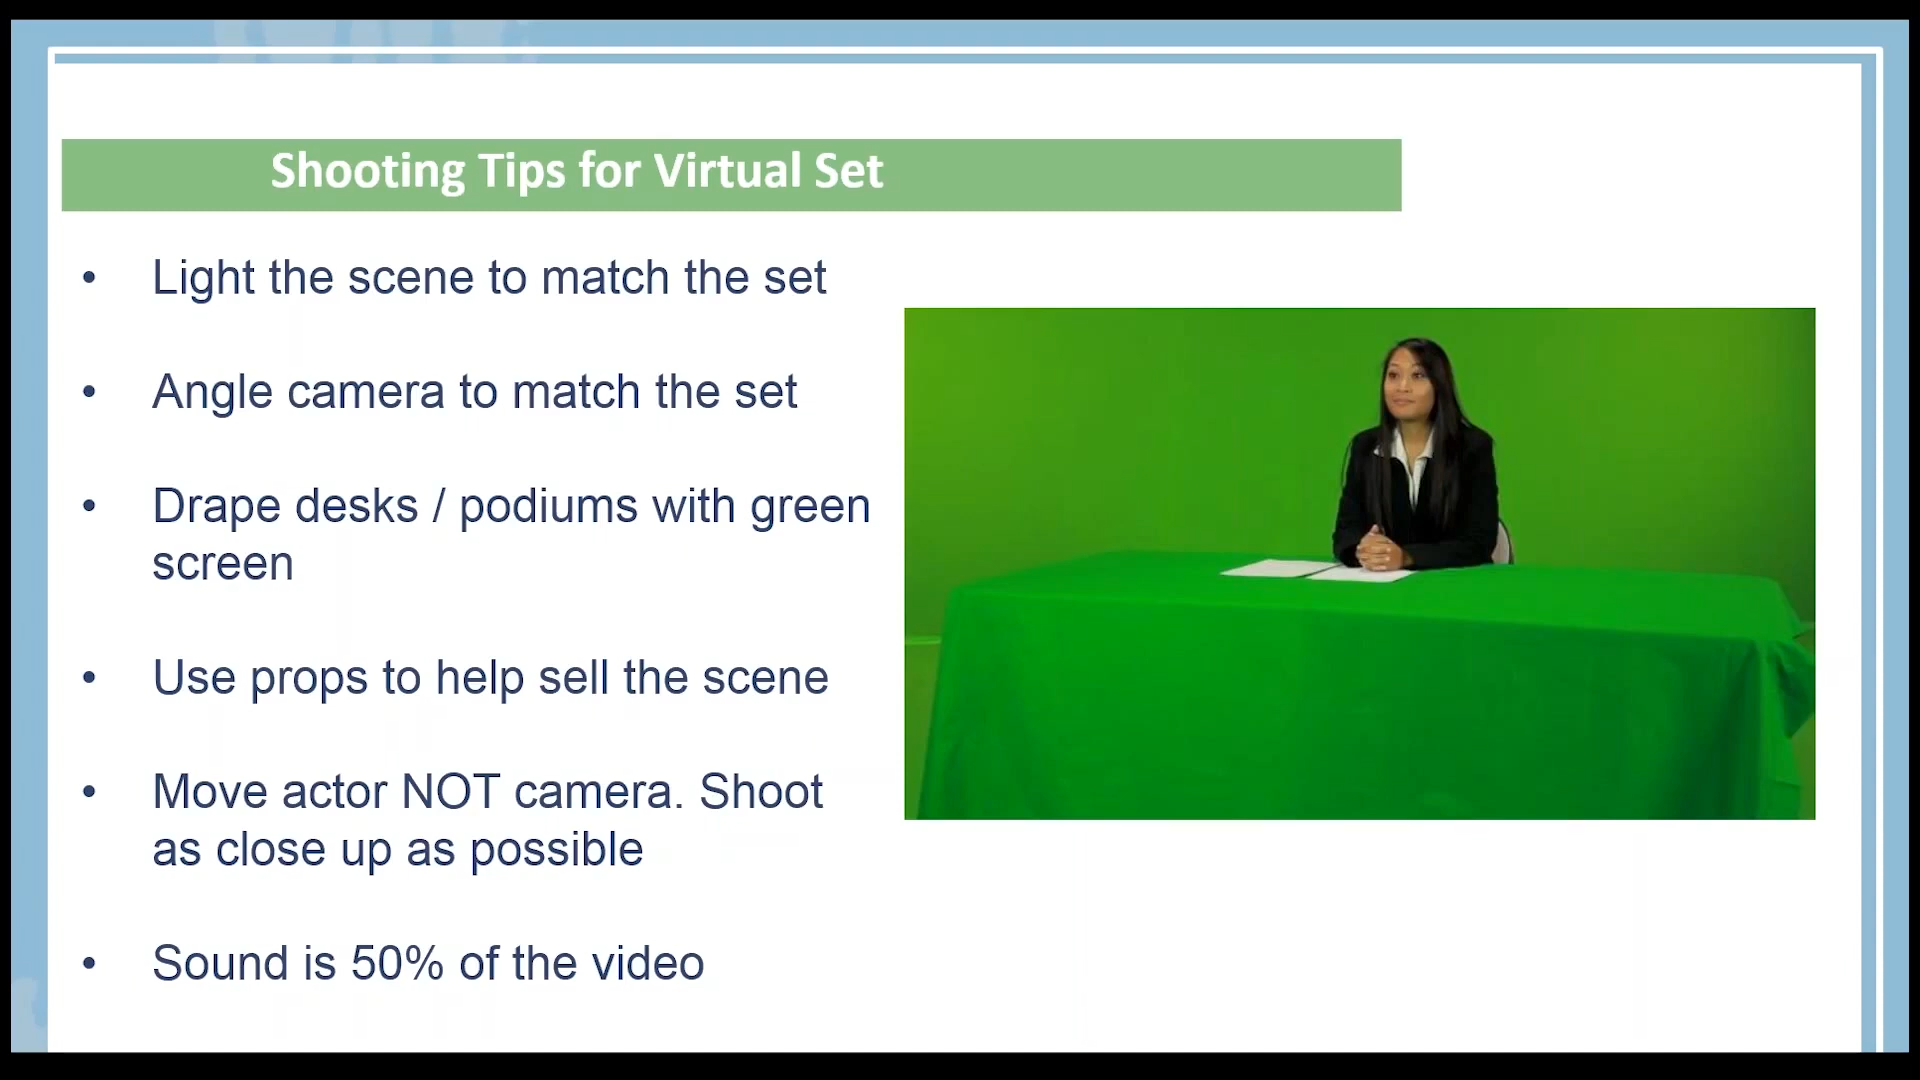 Shooting Tips for Virtual Set
• Light the scene to match the set
• Angle camera to match the set
• Drape desks / podiums with green
screen
• Use props to help sell the scene
• Move actor NOT camera. Shoot
as close up as possible
• Sound is 50% of the video